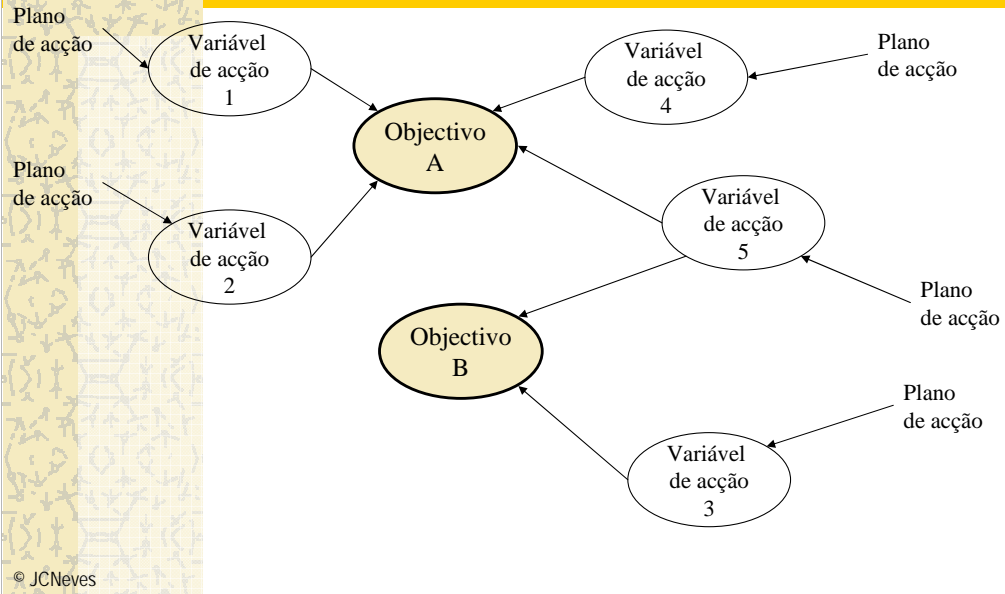 Plano
de acção
Variável
de acção
1
Variável
de acção
4
Plano
de acção
Objectivo
A
Plano
de acção
Variável
de acção
2
Variável
de acção
5
Plano
de acção
Objectivo
B
Plano
de acção
Variável
de acção
3
© JCNeves